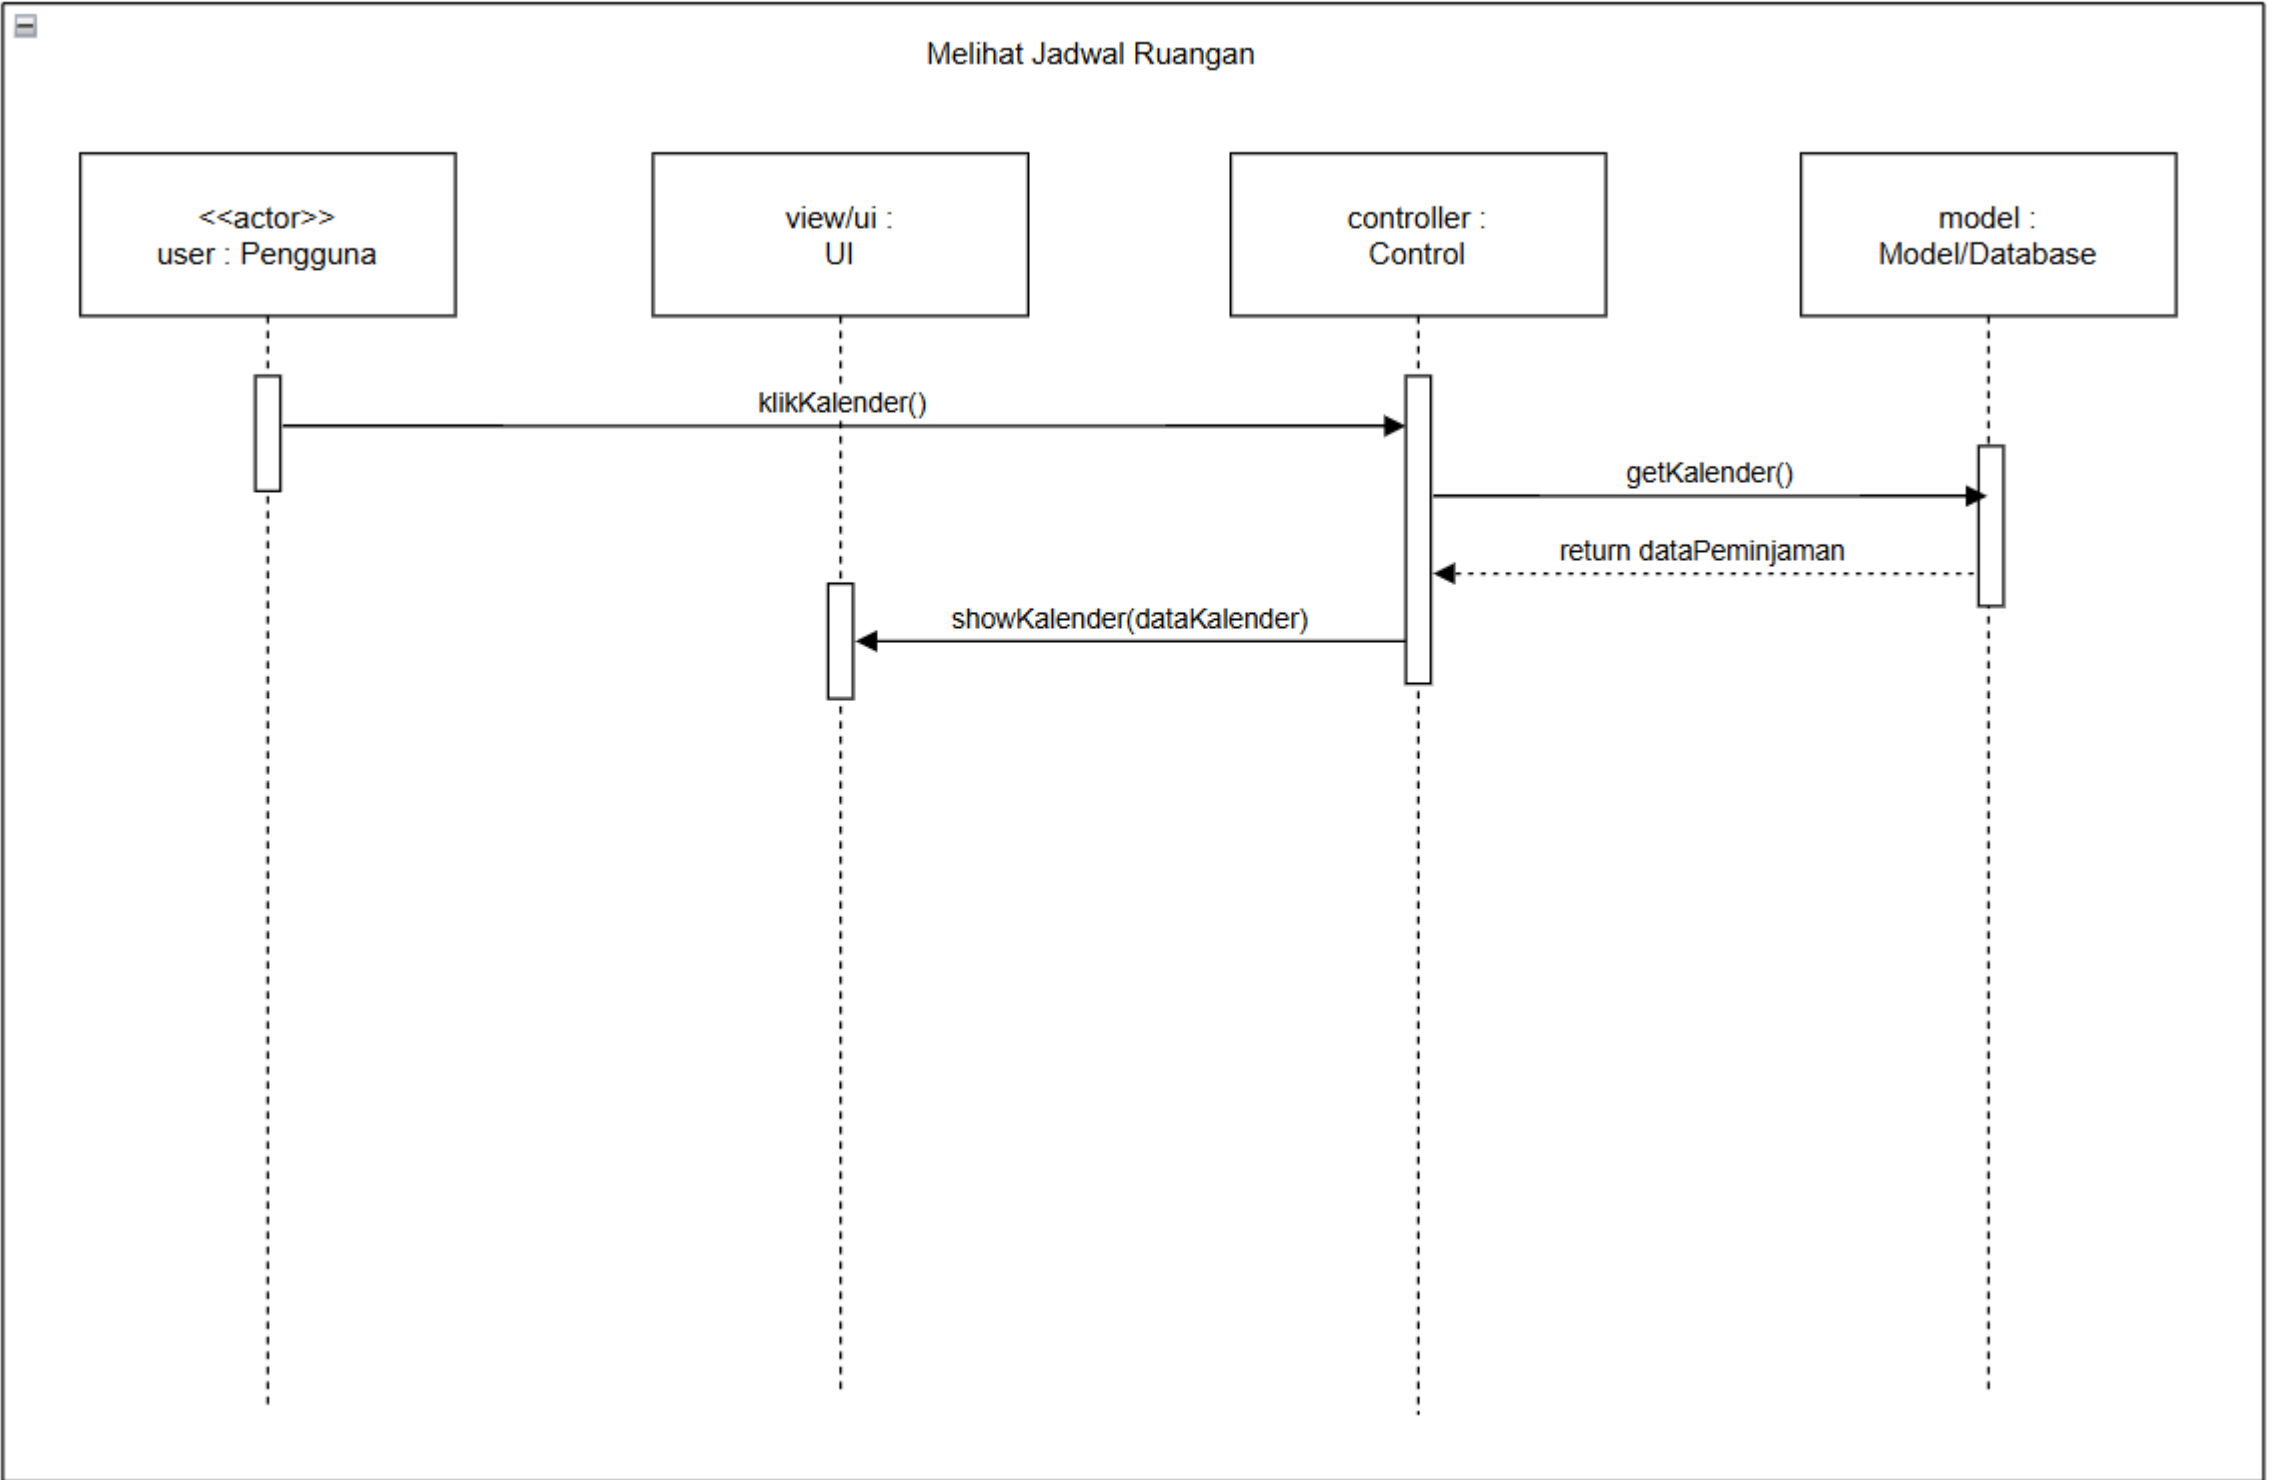 Melihat Jadwal Ruangan
<<actor>>
user : Pengguna
view/ui :
UI
controller :
Control
model :
Model/Database
klikKalender()
getKalender()
return dataPeminjaman
showKalender(dataKalender)